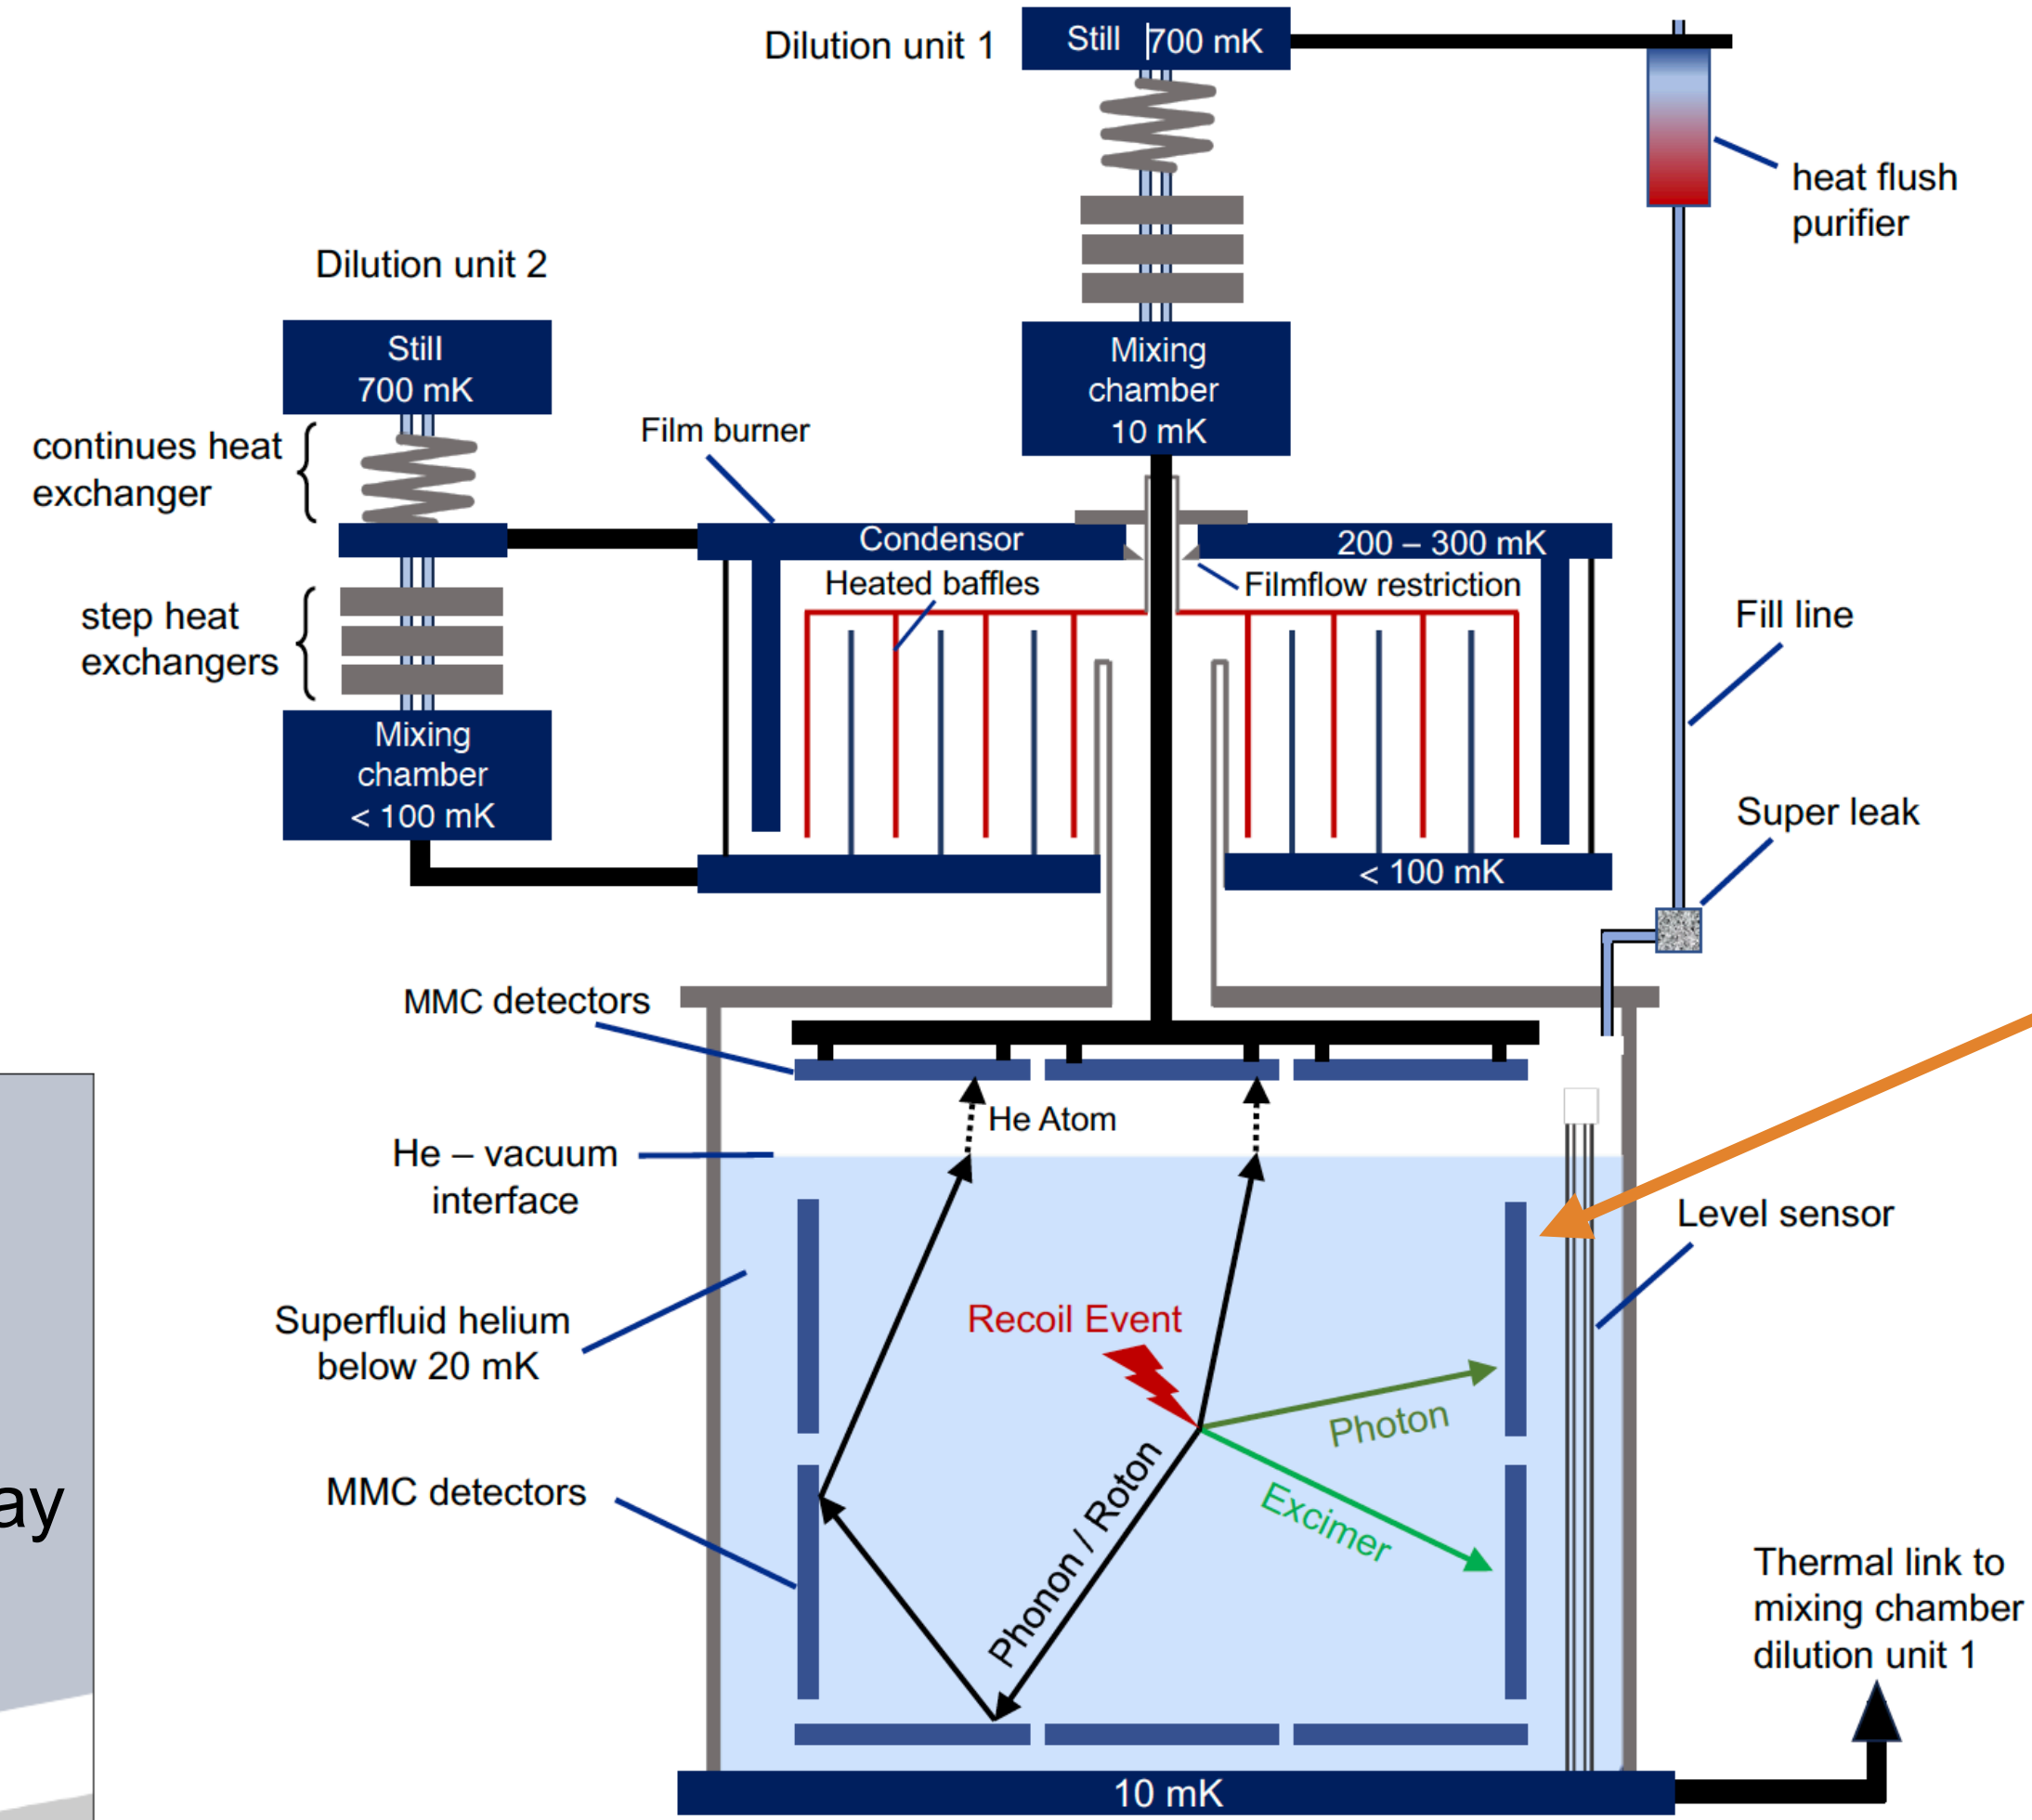 Dilution unit 1
Still 700 mK
heat flush
purifier
Dilution unit 2
Still
700 mK
Mixing
chamber
10 mK
continues heat
exchanger
Film burner
Condensor
200 – 300 mK
Heated baffles
Filmflow restriction
step heat
exchangers
Fill line
Mixing
chamber
< 100 mK
Super leak
< 100 mK
MMC detectors
He Atom
He – vacuum
interface
Level sensor
Superfluid helium
below 20 mK
Recoil Event
Photon
MMC detectors
Phonon / Roton
Excimer
ay
Thermal link to
mixing chamber
dilution unit 1
10 mK